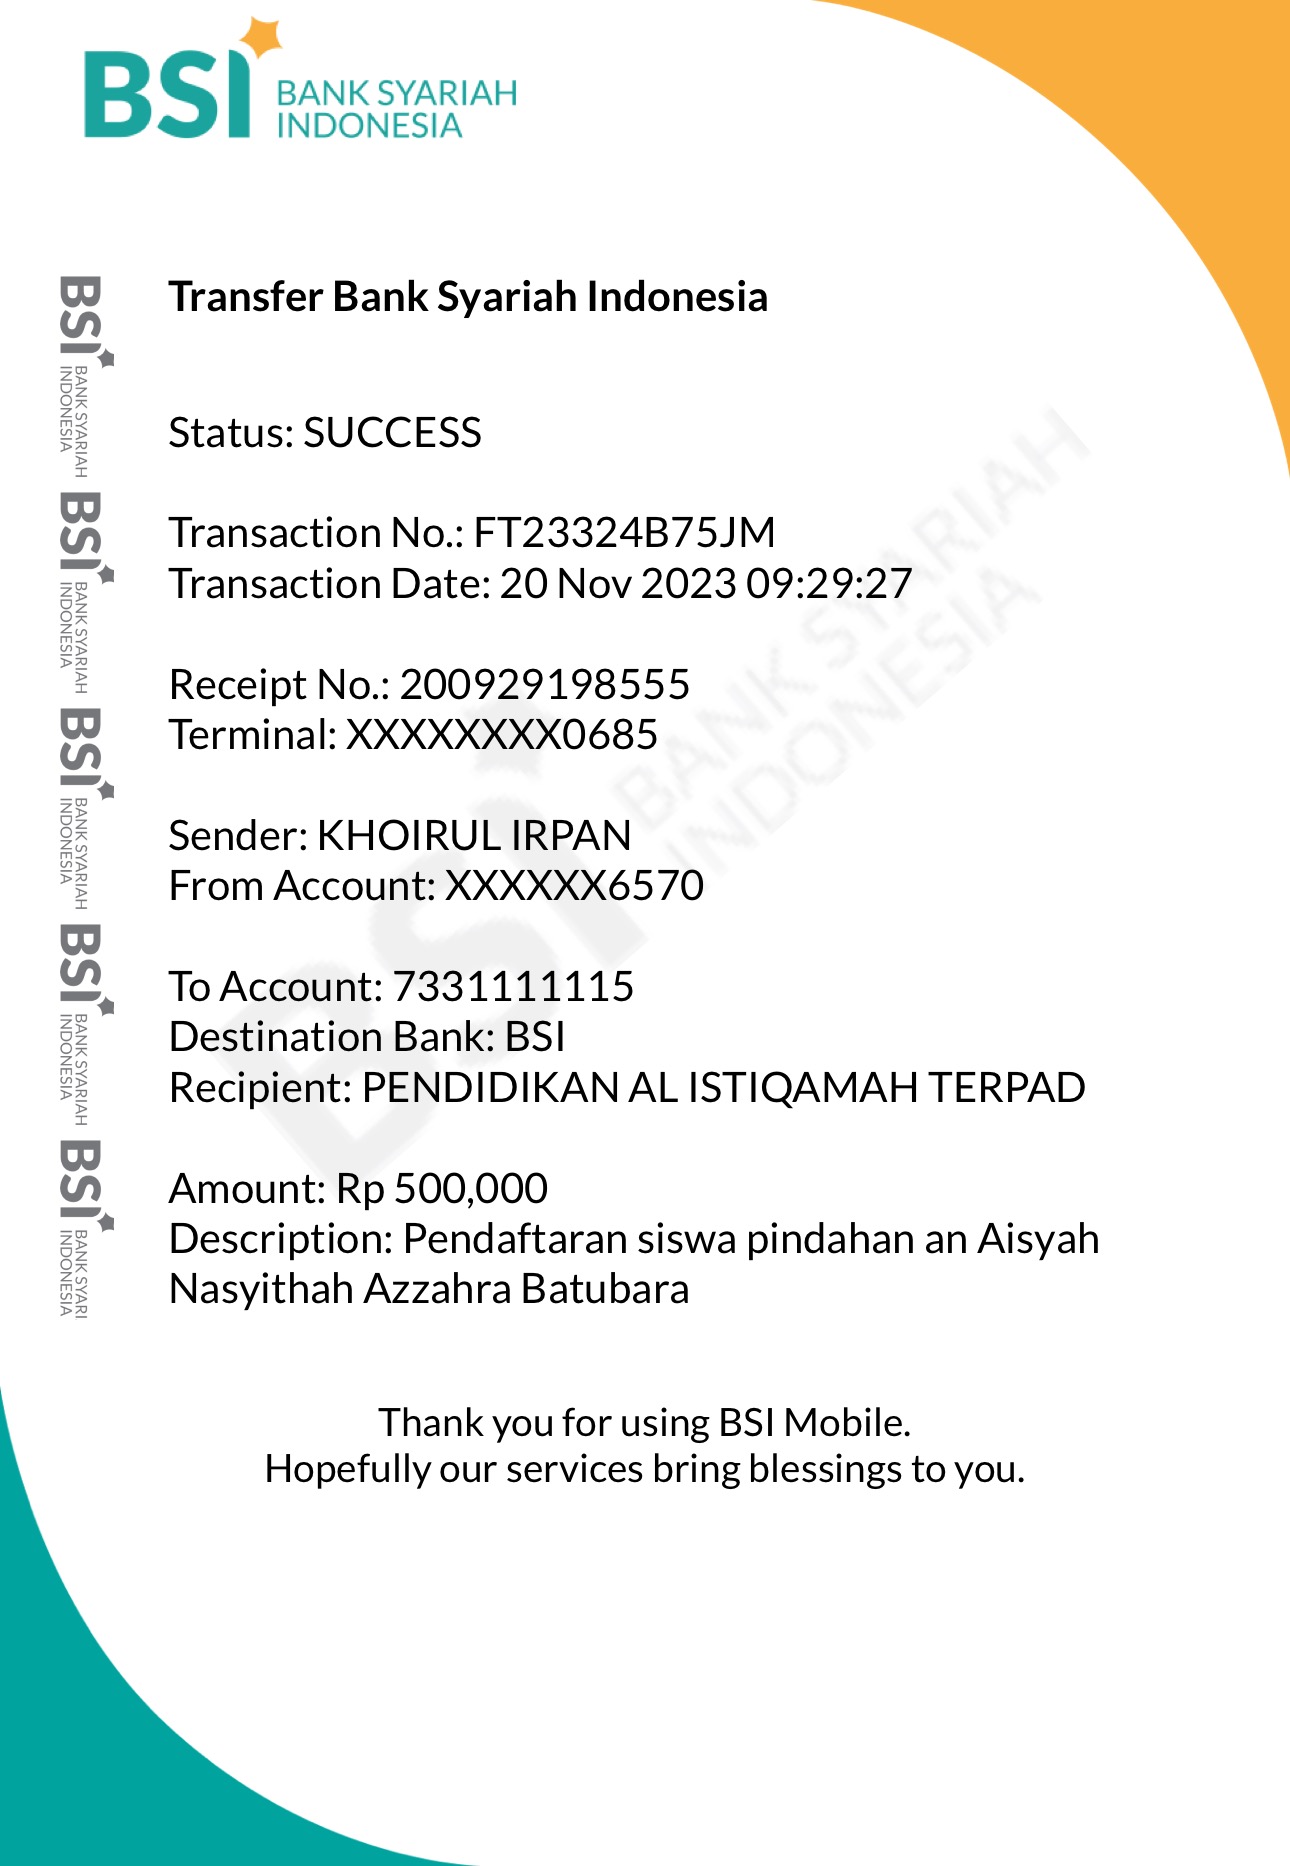 BSI BANK SYARIAH
INDONESIA
Transfer Bank Syariah Indonesia
Status: SUCCESS
Transaction No.: FT23324B75JM
Transaction Date: 20 Nov 2023 09:29:27
Receipt No.: 200929198555
Terminal: XXXXXXXX0685
Sender: KHOIRUL IRPAN
From Account: XXXXXX6570
To Account: 7331111115
Destination Bank: BSI
Recipient: PENDIDIKAN AL ISTIQAMAH TERPAD
Amount: Rp 500,000
Description: Pendaftaran siswa pindahan an Aisyah
Nasyithah Azzahra Batubara
Thank you for using BSI Mobile.
Hopefully our services bring blessings to you.
BSI BANK SYARIAH
INDONESIA
BSI BANK SYARIAH
INDONESIA
BSI BANK SYARIAH
INDONESIA
BSI BANK SYARIAH
INDONESIA
BSI BANK SYARI
INDONESIA
BSI BANK SYARIAH
INDONESIA